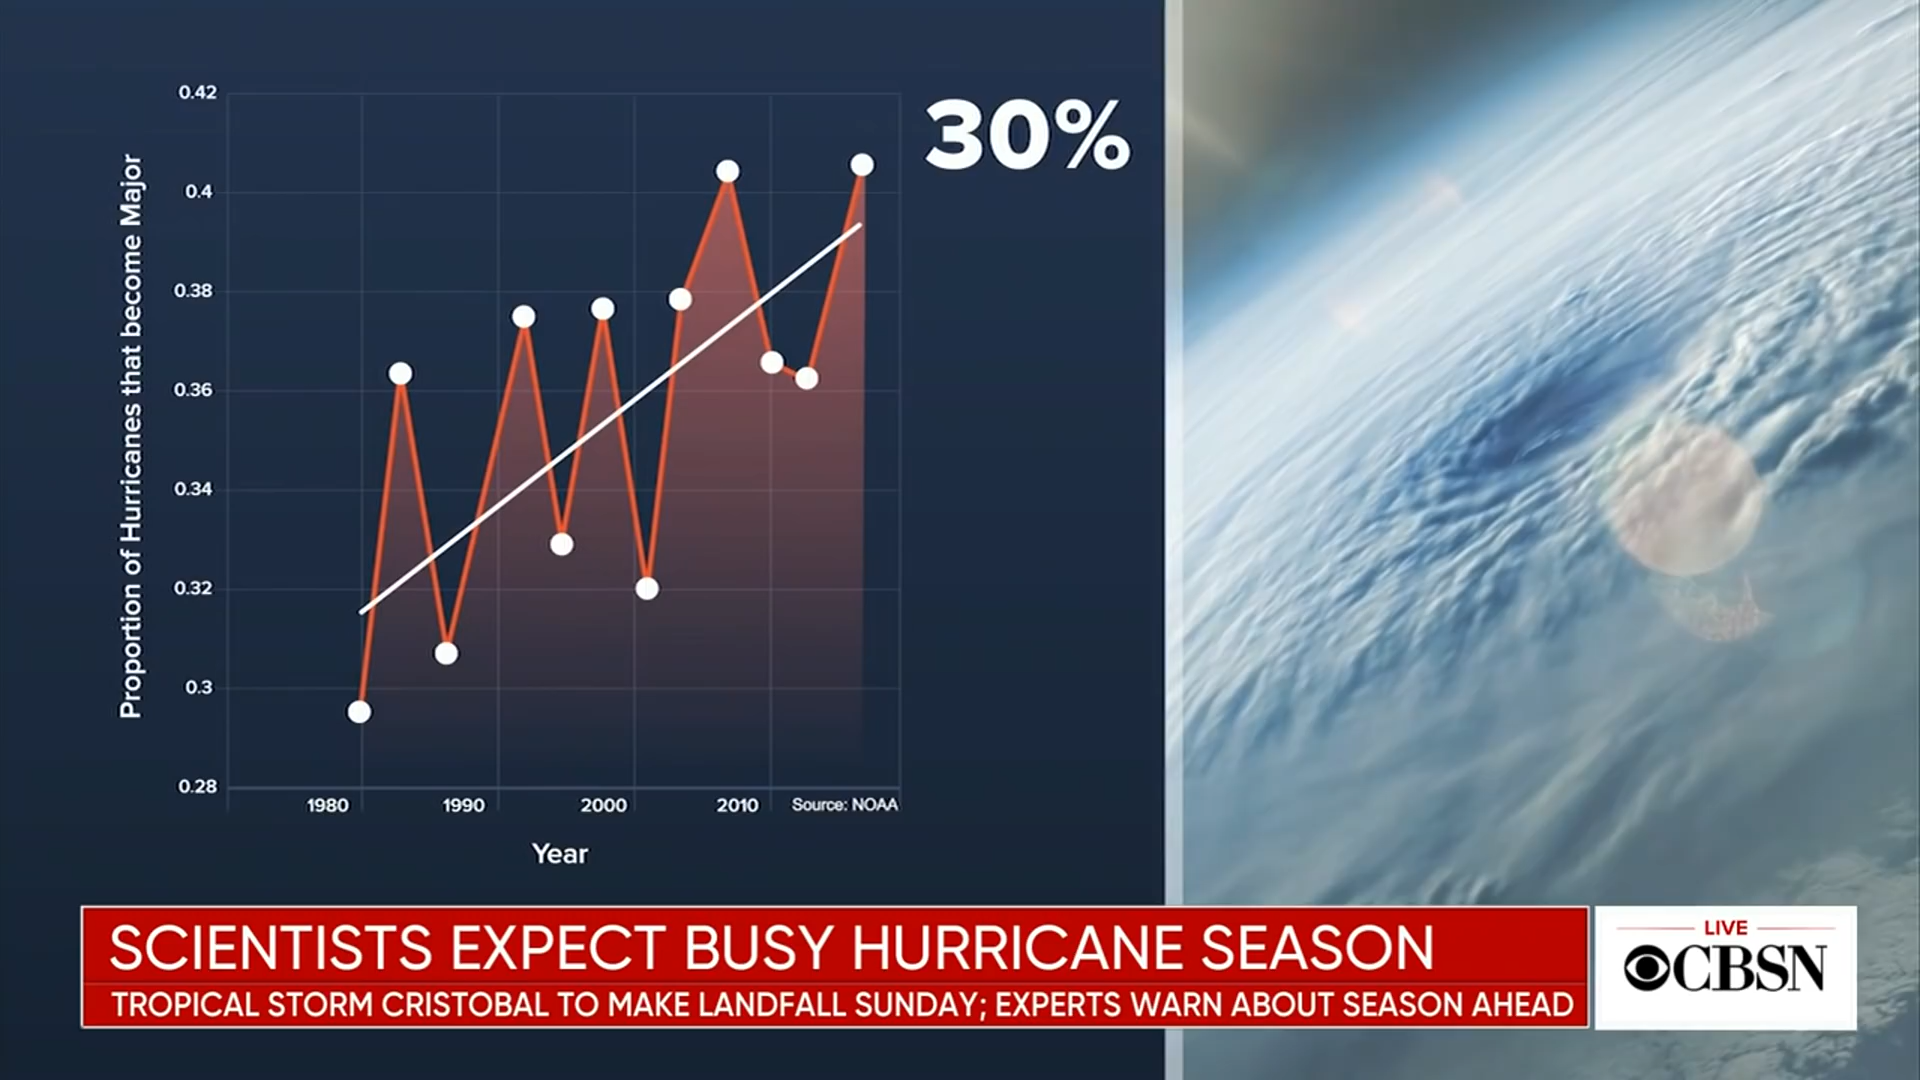 30%
Proportion of Hurricanes that become Major
0.42
0.4
0.38
0.36
0.34
0.32
0.3
0.28
1980 1990 2000 2010 Source: NOAA
Year
SCIENTISTS EXPECT BUSY HURRICANE SEASON
TROPICAL STORM CRISTOBAL TO MAKE LANDFALL SUNDAY; EXPERTS WARN ABOUT SEASON AHEAD
LIVE
CBSN